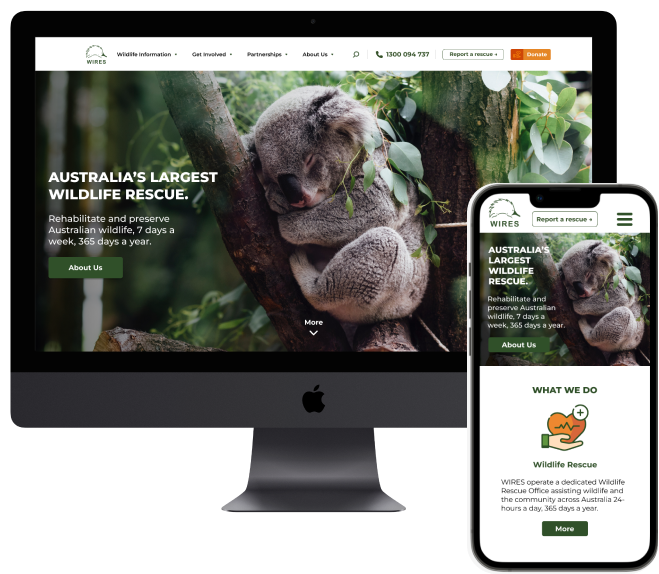 WIRES
Wildlife Information
Get Involved
Partnerships
About Us
1300 094 737
Report a rescue →
Donate
AUSTRALIA'S LARGEST
WILDLIFE RESCUE.
Rehabilitate and preserve
Australian wildlife, 7 days a
week, 365 days a year.
About Us
More
WIRES
Report a rescue →
AUSTRALIA'S
LARGEST
WILDLIFE
RESCUE.
Rehabilitate and
preserve Australian
wildlife, 7 days a
week, 365 days a year.
About Us
WHAT WE DO
Wildlife Rescue
WIRES operate a dedicated Wildlife
Rescue Office assisting wildlife and
the community across Australia 24-
hours a day, 365 days a year.
More